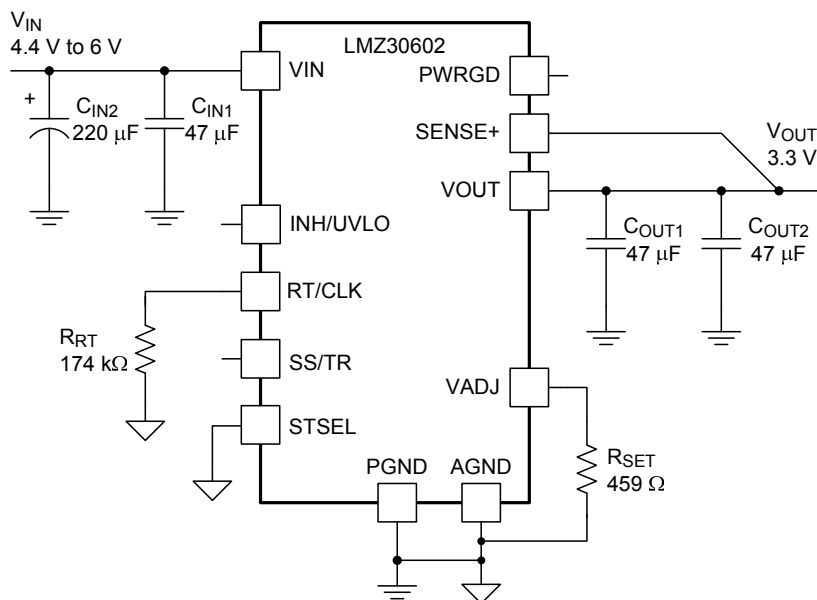 V_IN
4.4 V to 6 V
LMZ30602
VIN
PWRGD
+
C_IN2
220 μF
C_IN1
47 μF
SENSE+
V_OUT
3.3 V
VOUT
INH/UVLO
C_OUT1
47 μF
C_OUT2
47 μF
RT/CLK
R_RT
174 kΩ
SS/TR
VADJ
STSEL
PGND
AGND
R_SET
459 Ω